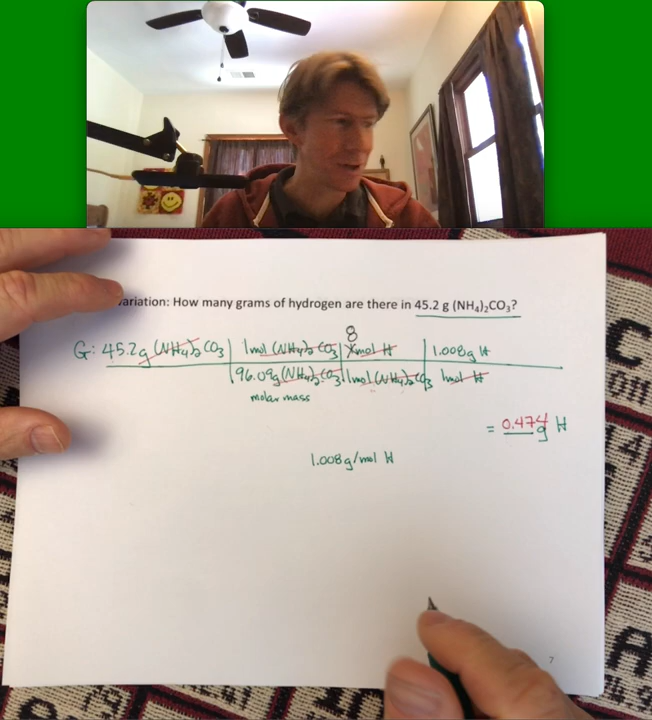 ariation: How many grams of hydrogen are there in 45.2 g (NH₄)₂CO₃?
8
G: 45.2g (NH₄)₂CO₃ | 1mol (NH₄)₂CO₃ | mol H | 1.008g H
96.09g (NH₄)₂CO₃ | 1mol (NH₄)₂CO₃ | 1mol H
molar mass
= 0.474 g H
1.008g/mol H
7